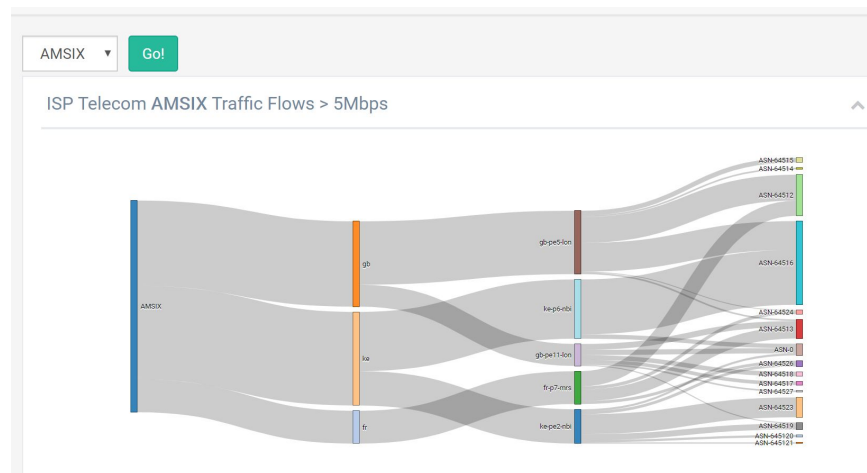 AMSIX
Go!
ISP Telecom AMSIX Traffic Flows > 5Mbps
AMSIX
gb
ke
fr
gb-pe5-lon
ke-p6-nbi
gb-pe11-lon
fr-p7-mrs
ke-pe2-nbi
ASN-64515
ASN-64514
ASN-64512
ASN-64516
ASN-64524
ASN-64513
ASN-0
ASN-64526
ASN-64518
ASN-64517
ASN-64527
ASN-64523
ASN-64519
ASN-645120
ASN-645121